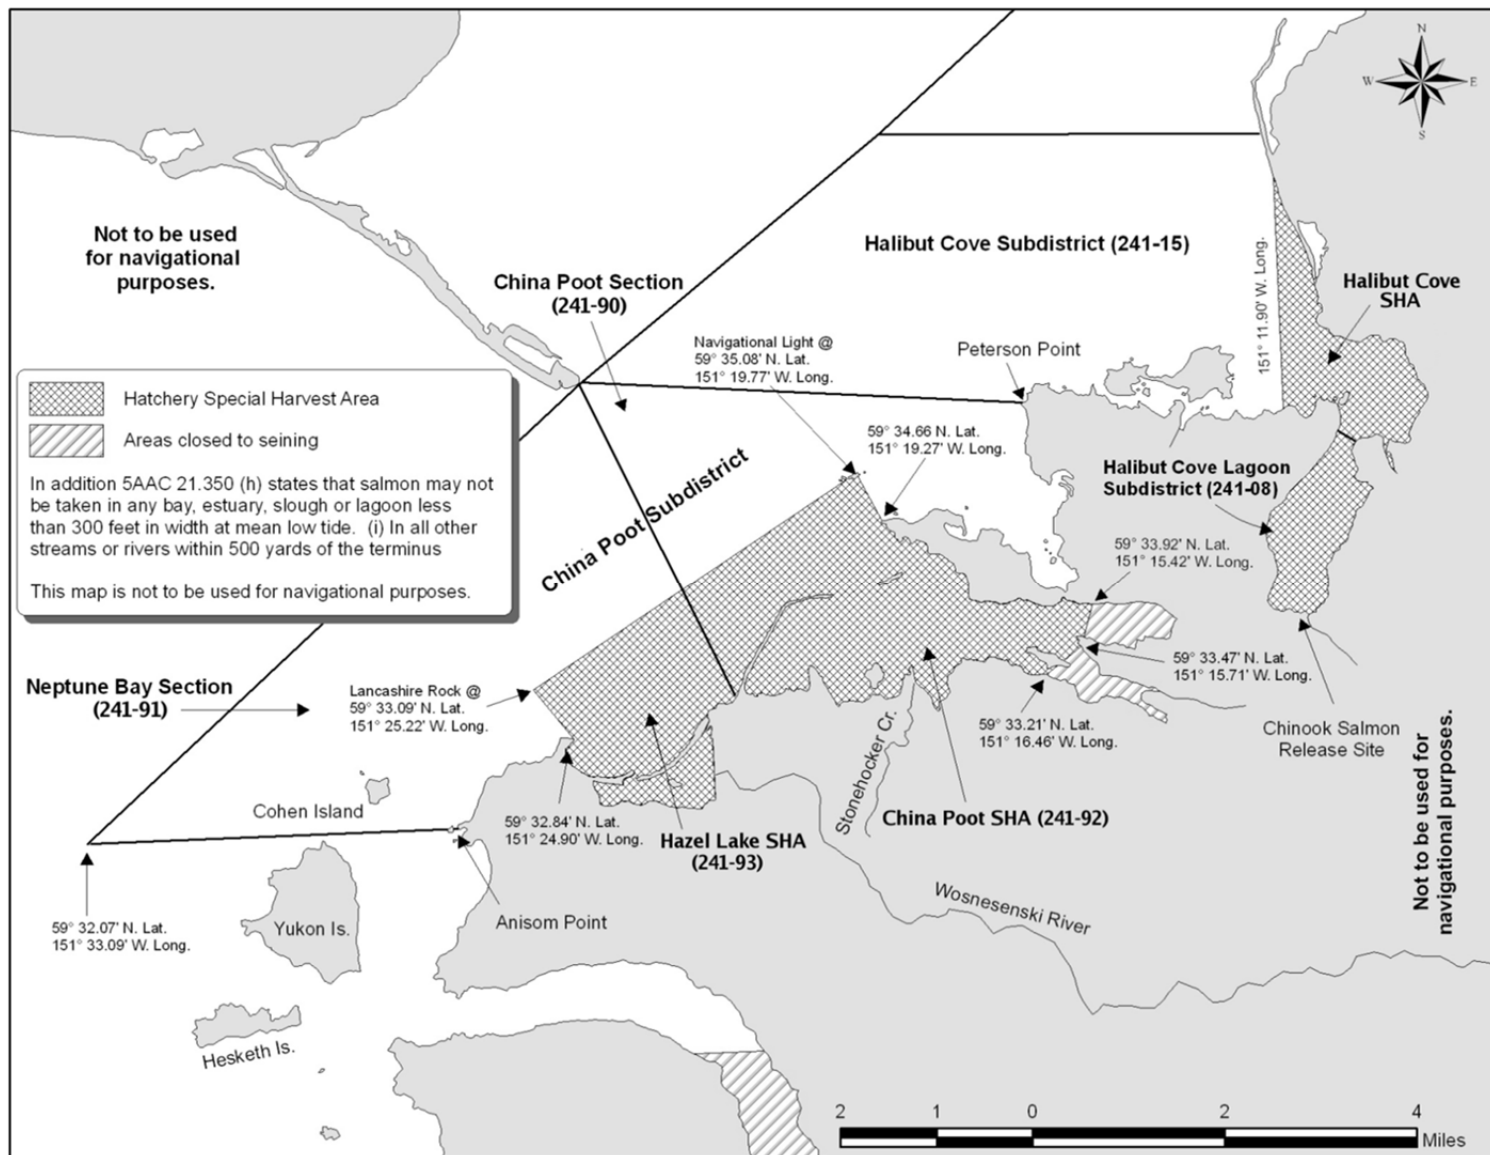 N
W
E
S
Not to be used
for navigational
purposes.
Halibut Cove Subdistrict (241-15)
China Poot Section
(241-90)
151° 11.90' W. Long.
Halibut Cove
SHA
Navigational Light @
59° 35.08' N. Lat.
151° 19.77' W. Long.
Peterson Point
Hatchery Special Harvest Area
Areas closed to seining
In addition 5AAC 21.350 (h) states that salmon may not
be taken in any bay, estuary, slough or lagoon less
than 300 feet in width at mean low tide. (i) In all other
streams or rivers within 500 yards of the terminus
This map is not to be used for navigational purposes.
China Poot Subdistrict
59° 34.66 N. Lat.
151° 19.27' W. Long.
Halibut Cove Lagoon
Subdistrict (241-08)
59° 33.92' N. Lat.
151° 15.42' W. Long.
59° 33.47' N. Lat.
151° 15.71' W. Long.
Neptune Bay Section
(241-91)
Lancashire Rock @
59° 33.09' N. Lat.
151° 25.22' W. Long.
59° 33.21' N. Lat.
151° 16.46' W. Long.
Chinook Salmon
Release Site
Stonehocker Cr.
Cohen Island
59° 32.84' N. Lat.
151° 24.90' W. Long.
Hazel Lake SHA
(241-93)
China Poot SHA (241-92)
Not to be used for
navigational purposes.
59° 32.07' N. Lat.
151° 33.09' W. Long.
Yukon Is.
Anisom Point
Wosnesenski River
Hesketh Is.
2 1 0 2 4
Miles